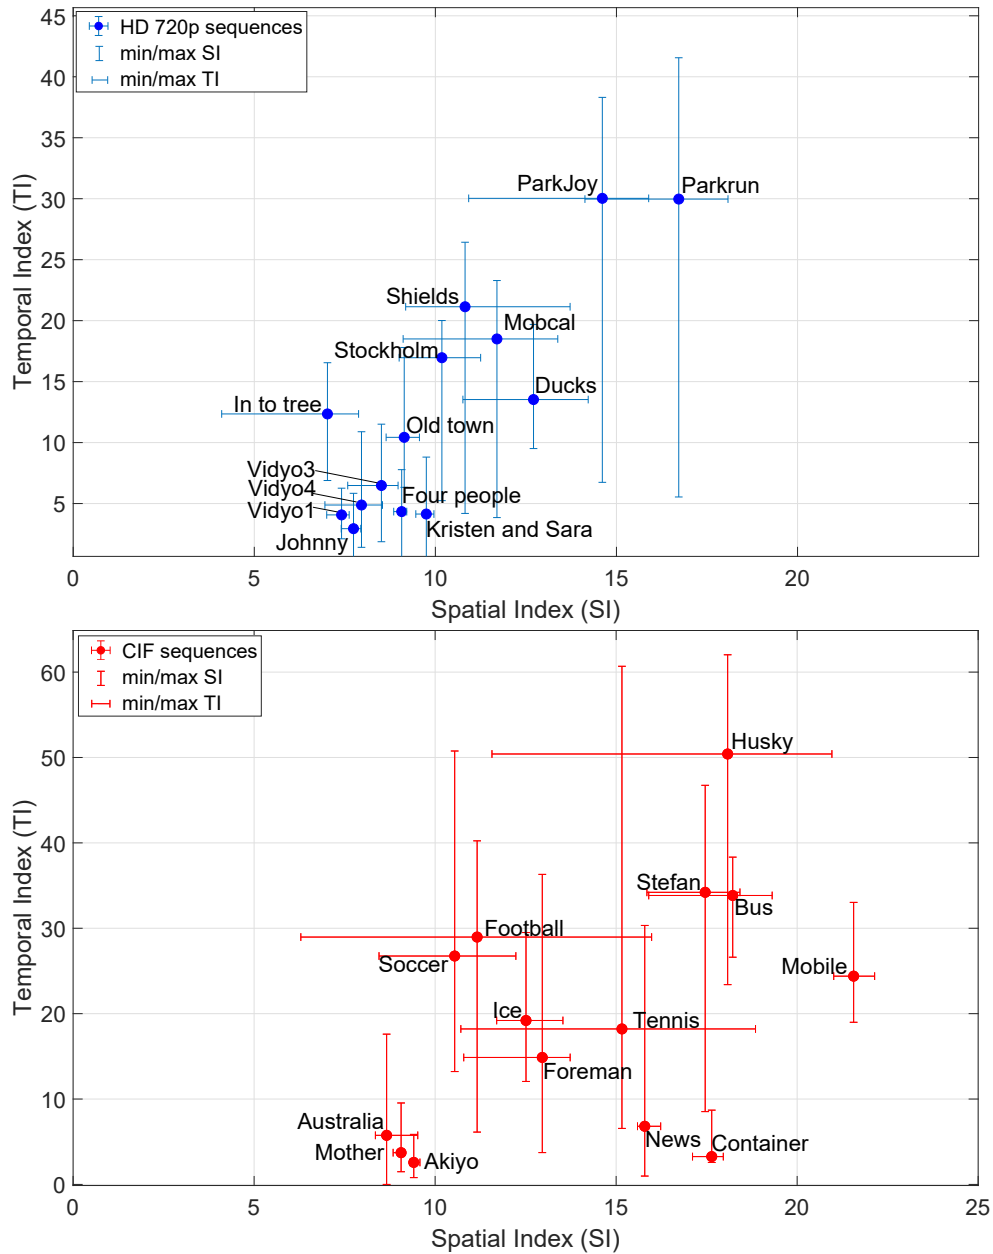 HD 720p sequences
min/max SI
min/max TI
45
40
35
30
25
20
15
10
5
Temporal Index (TI)
ParkJoy
Parkrun
Shields
Mobcal
Stockholm
Ducks
In to tree
Old town
Vidyo3
Vidyo4
Four people
Vidyo1
Kristen and Sara
Johnny
0 5 10 15 20
Spatial Index (SI)
CIF sequences
min/max SI
min/max TI
60
50
40
30
20
10
0
Temporal Index (TI)
Husky
Stefan
Bus
Football
Soccer
Mobile
Ice
Tennis
Foreman
Australia
News
Container
Mother
Akiyo
0 5 10 15 20 25
Spatial Index (SI)